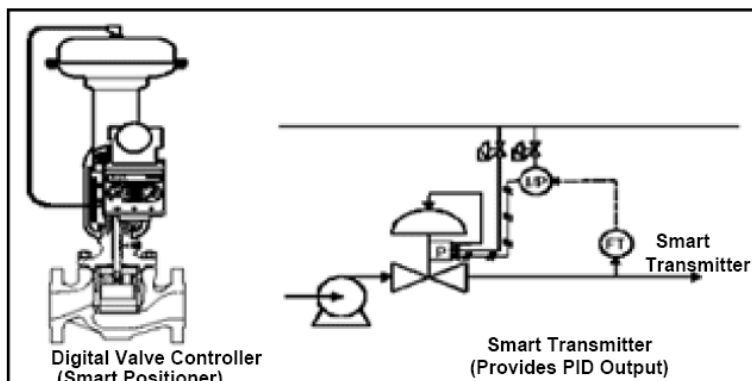 I/P
P
FT
Smart
Transmitter
Digital Valve Controller
(Smart Positioner)
Smart Transmitter
(Provides PID Output)